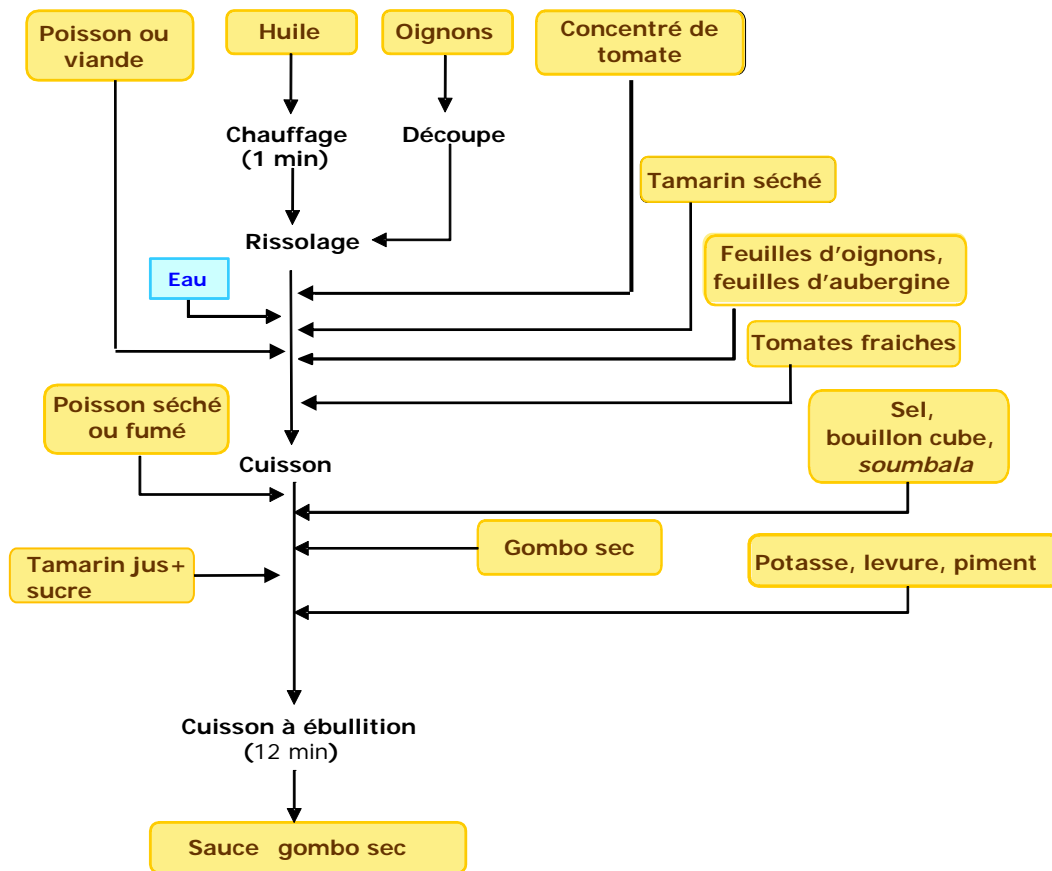 Poisson ou
viande
Huile
Oignons
Concentré de
tomate
Chauffage
(1 min)
Découpe
Tamarin séché
Rissolage
Eau
Feuilles d'oignons,
feuilles d'aubergine
Tomates fraiches
Poisson séché
ou fumé
Sel,
bouillon cube,
soumbala
Cuisson
Gombo sec
Tamarin jus+
sucre
Potasse, levure, piment
Cuisson à ébullition
(12 min)
Sauce gombo sec